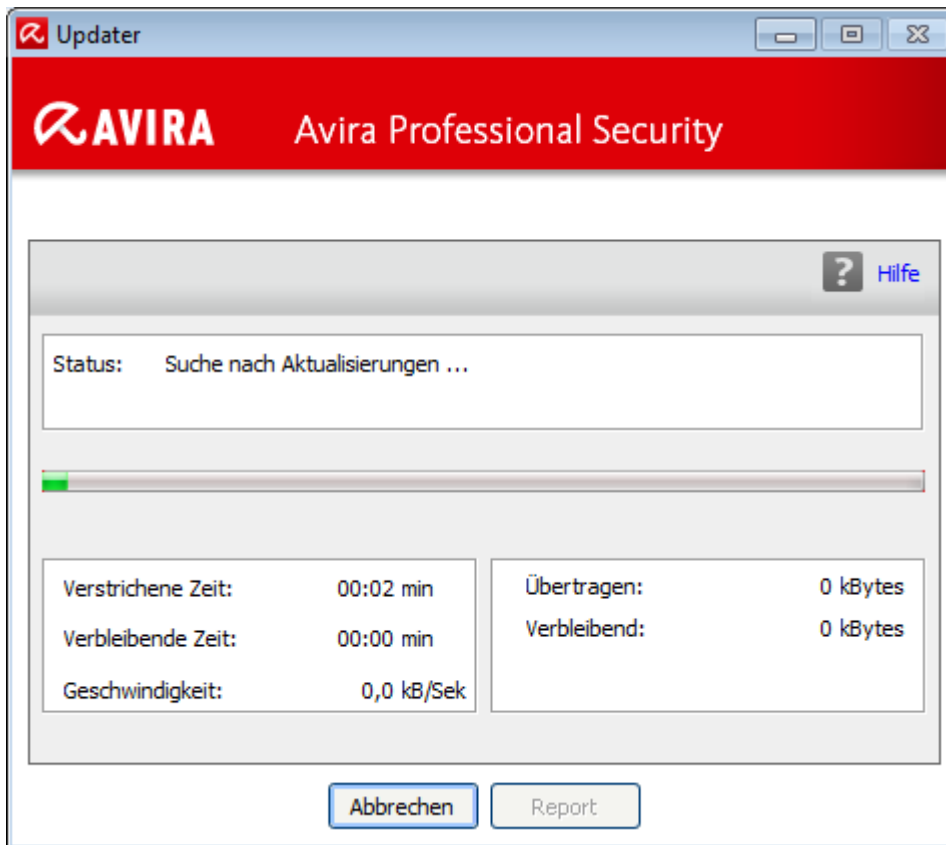 Updater
AVIRA Avira Professional Security
? Hilfe
Status: Suche nach Aktualisierungen ...
Verstrichene Zeit: 00:02 min
Verbleibende Zeit: 00:00 min
Geschwindigkeit: 0,0 kB/Sek
Übertragen: 0 kBytes
Verbleibend: 0 kBytes
Abbrechen Report